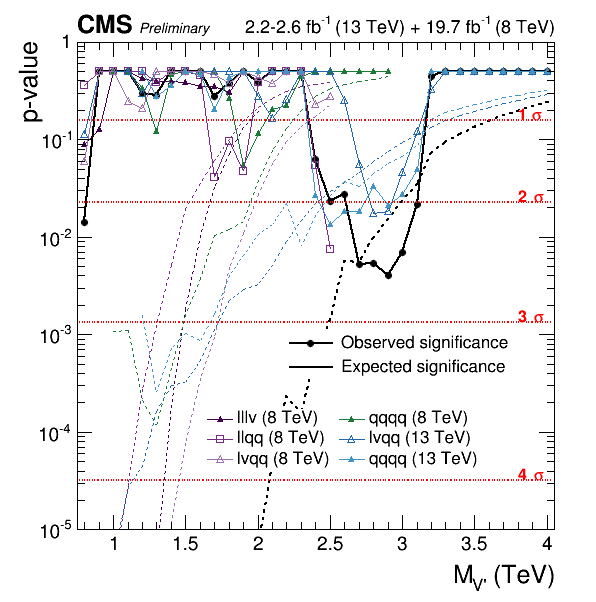 CMS Preliminary 2.2-2.6 fb⁻¹ (13 TeV) + 19.7 fb⁻¹ (8 TeV)
p-value
1
10⁻¹
10⁻²
10⁻³
10⁻⁴
10⁻⁵
1 σ
2 σ
3 σ
4 σ
Observed significance
Expected significance
lllν (8 TeV) qqqq (8 TeV)
llqq (8 TeV) lνqq (13 TeV)
lνqq (8 TeV) qqqq (13 TeV)
1 1.5 2 2.5 3 3.5 4
M_V' (TeV)